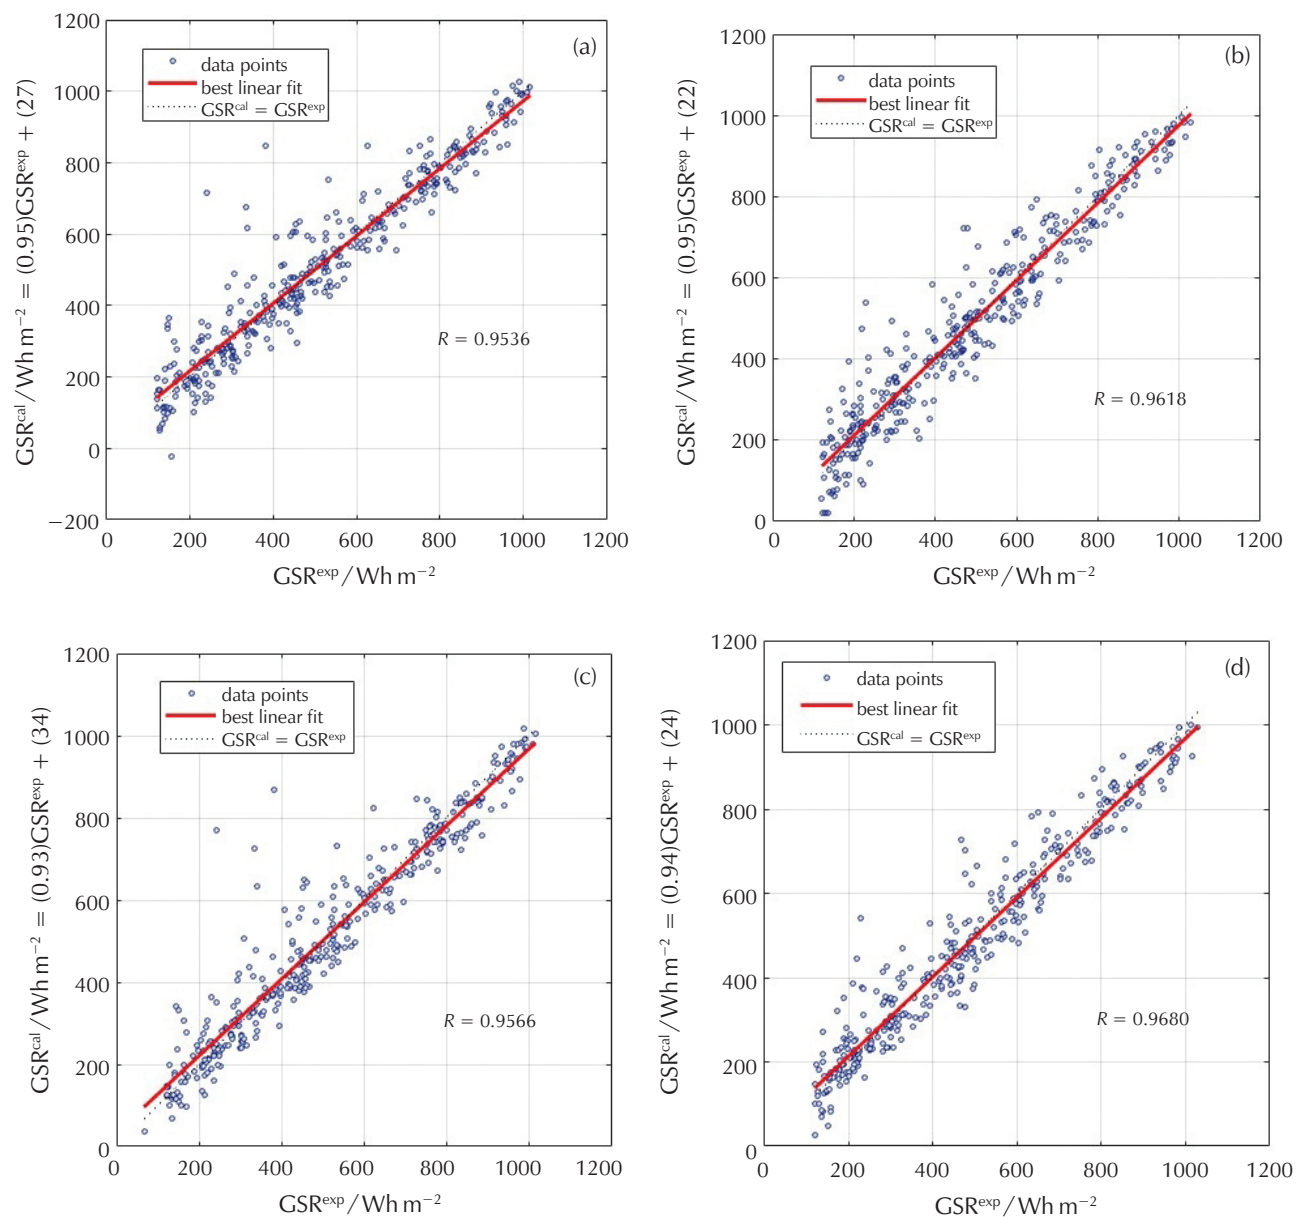 (a)
data points
best linear fit
GSRᶜᵃˡ = GSRᵉˣᵖ
GSRᶜᵃˡ / Wh m⁻² = (0.95)GSRᵉˣᵖ + (27)
1200
1000
800
600
400
200
0
−200
R = 0.9536
200 400 600 800 1000 1200
GSRᵉˣᵖ / Wh m⁻²
(b)
data points
best linear fit
GSRᶜᵃˡ = GSRᵉˣᵖ
GSRᶜᵃˡ / Wh m⁻² = (0.95)GSRᵉˣᵖ + (22)
1200
1000
800
600
400
200
0
R = 0.9618
0 200 400 600 800 1000 1200
GSRᵉˣᵖ / Wh m⁻²
(c)
data points
best linear fit
GSRᶜᵃˡ = GSRᵉˣᵖ
GSRᶜᵃˡ / Wh m⁻² = (0.93)GSRᵉˣᵖ + (34)
1200
1000
800
600
400
200
0
R = 0.9566
0 200 400 600 800 1000 1200
GSRᵉˣᵖ / Wh m⁻²
(d)
data points
best linear fit
GSRᶜᵃˡ = GSRᵉˣᵖ
GSRᶜᵃˡ / Wh m⁻² = (0.94)GSRᵉˣᵖ + (24)
1200
1000
800
600
400
200
0
R = 0.9680
0 200 400 600 800 1000 1200
GSRᵉˣᵖ / Wh m⁻²